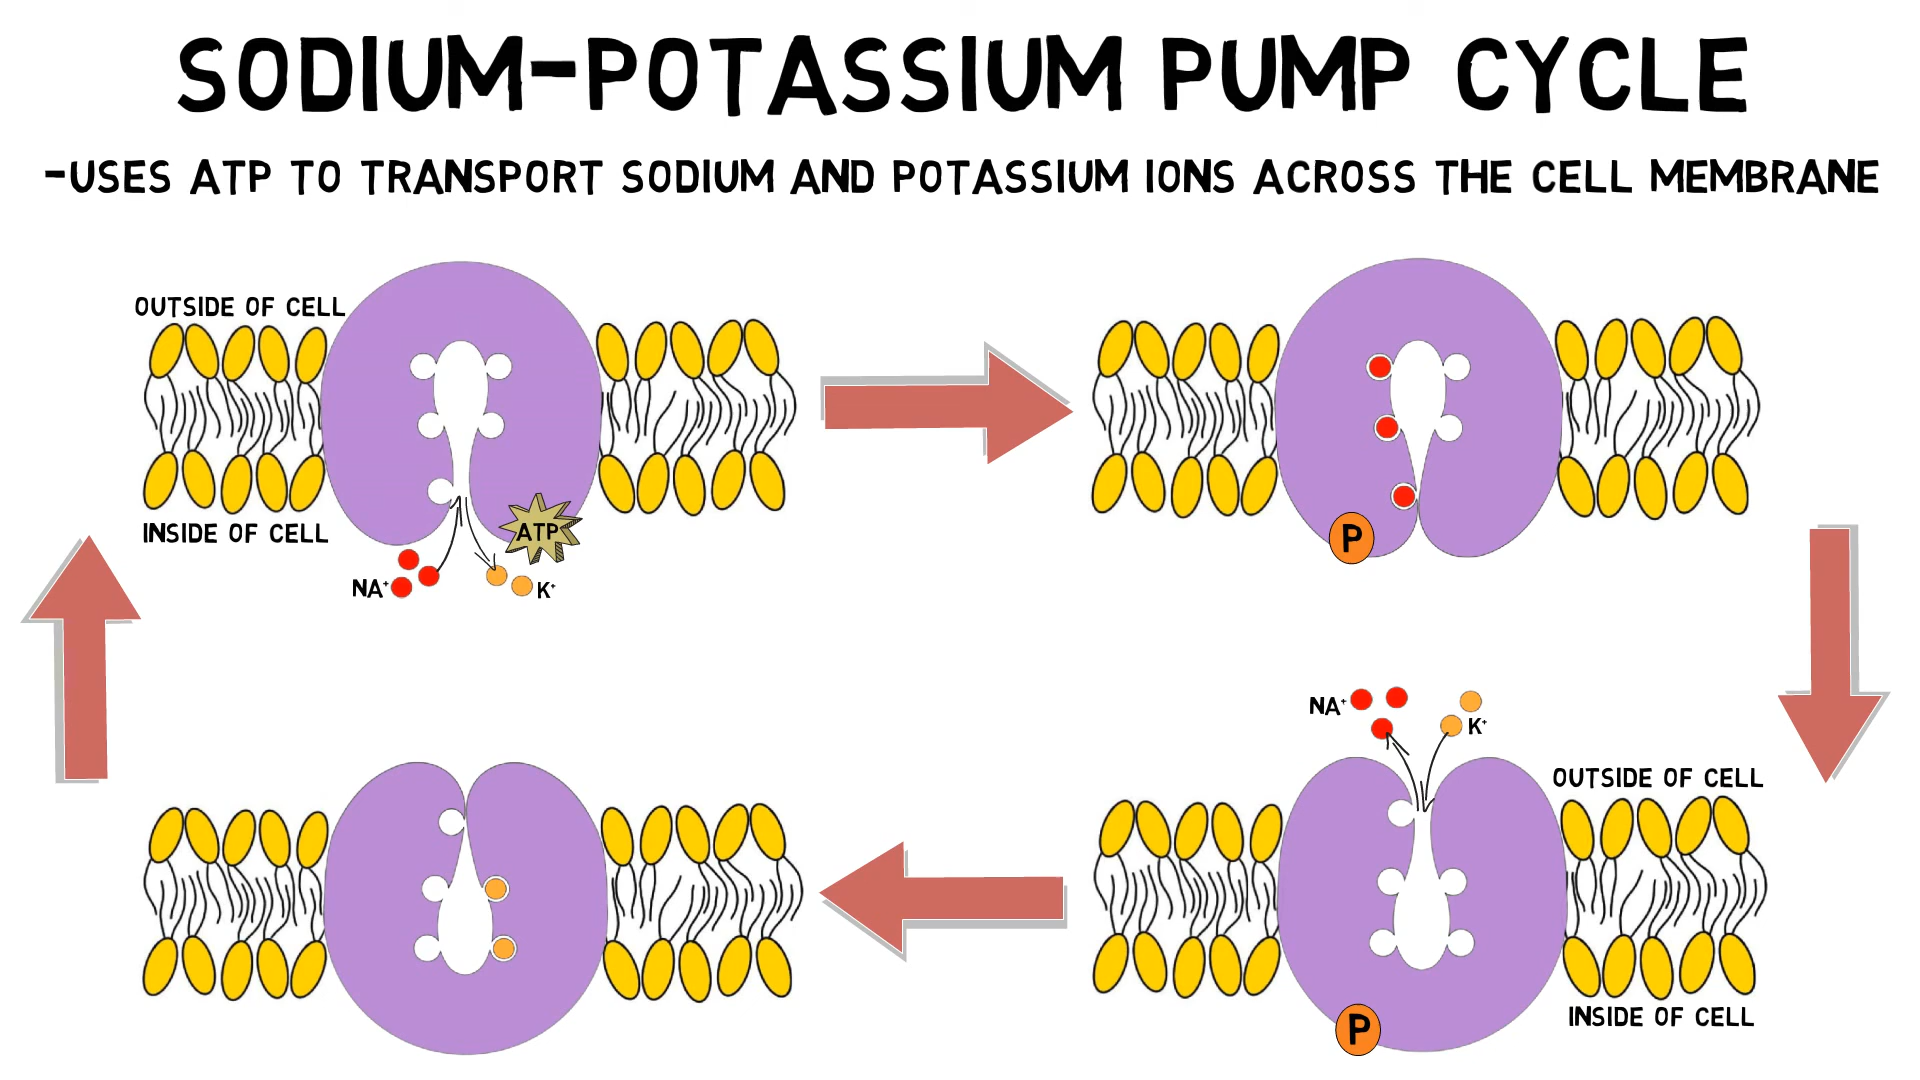 SODIUM-POTASSIUM PUMP CYCLE
-USES ATP TO TRANSPORT SODIUM AND POTASSIUM IONS ACROSS THE CELL MEMBRANE
OUTSIDE OF CELL
INSIDE OF CELL
ATP
NA+
K+
P
NA+
K+
OUTSIDE OF CELL
INSIDE OF CELL
P